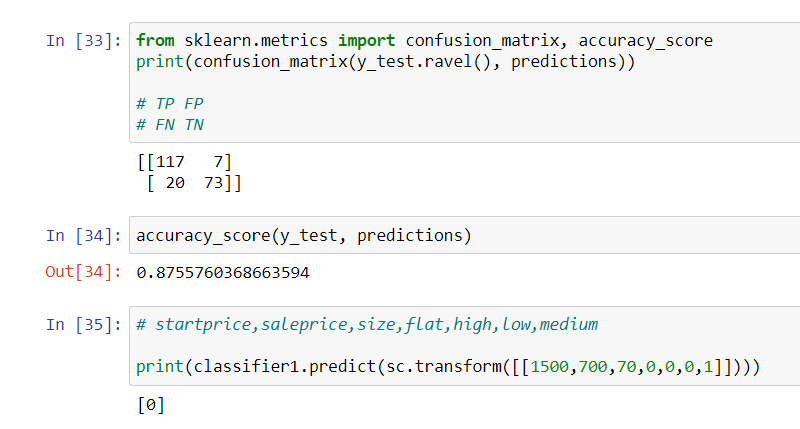 In [33]: from sklearn.metrics import confusion_matrix, accuracy_score
print(confusion_matrix(y_test.ravel(), predictions))
# TP FP
# FN TN
[[117   7]
 [ 20  73]]
In [34]: accuracy_score(y_test, predictions)
Out[34]: 0.8755760368663594
In [35]: # startprice,saleprice,size,flat,high,low,medium
print(classifier1.predict(sc.transform([[1500,700,70,0,0,0,1]])))
[0]